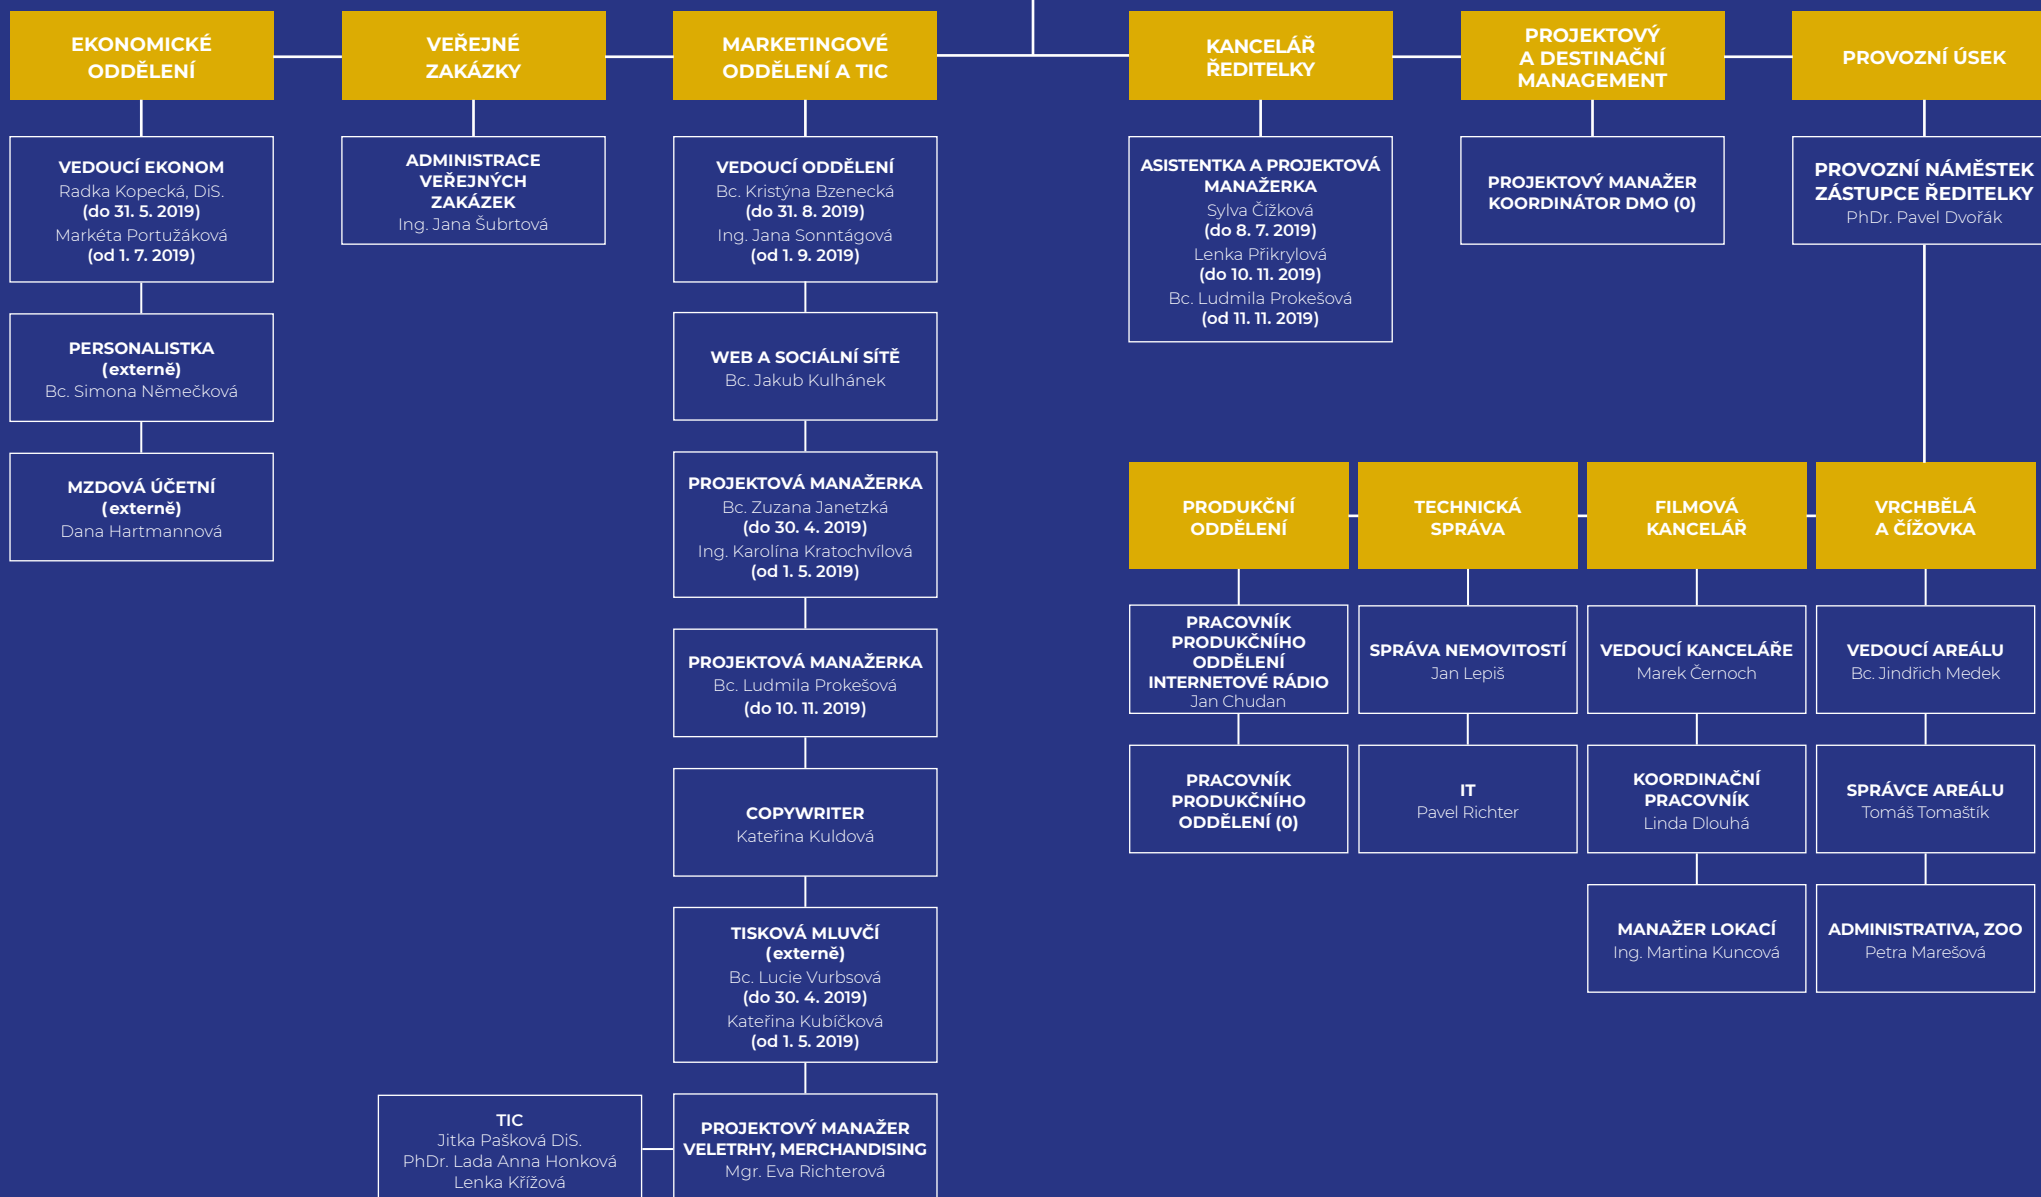 EKONOMICKÉ
ODDĚLENÍ
VEDOUCÍ EKONOM
Radka Kopecká, DiS.
(do 31. 5. 2019)
Markéta Portužáková
(od 1. 7. 2019)
PERSONALISTKA
(externě)
Bc. Simona Němečková
MZDOVÁ ÚČETNÍ
(externě)
Dana Hartmannová
VEŘEJNÉ
ZAKÁZKY
ADMINISTRACE
VEŘEJNÝCH
ZAKÁZEK
Ing. Jana Šubrtová
MARKETINGOVÉ
ODDĚLENÍ A TIC
VEDOUCÍ ODDĚLENÍ
Bc. Kristýna Bzenecká
(do 31. 8. 2019)
Ing. Jana Sonntágová
(od 1. 9. 2019)
WEB A SOCIÁLNÍ SÍTĚ
Bc. Jakub Kulhánek
PROJEKTOVÁ MANAŽERKA
Bc. Zuzana Janetzká
(do 30. 4. 2019)
Ing. Karolína Kratochvílová
(od 1. 5. 2019)
PROJEKTOVÁ MANAŽERKA
Bc. Ludmila Prokešová
(do 10. 11. 2019)
COPYWRITER
Kateřina Kuldová
TISKOVÁ MLUVČÍ
(externě)
Bc. Lucie Vurbsová
(do 30. 4. 2019)
Kateřina Kubíčková
(od 1. 5. 2019)
PROJEKTOVÝ MANAŽER
VELETRHY, MERCHANDISING
Mgr. Eva Richterová
TIC
Jitka Pašková DiS.
PhDr. Lada Anna Honková
Lenka Křížová
KANCELÁŘ
ŘEDITELKY
ASISTENTKA A PROJEKTOVÁ
MANAŽERKA
Sylva Čížková
(do 8. 7. 2019)
Lenka Přikrylová
(do 10. 11. 2019)
Bc. Ludmila Prokešová
(od 11. 11. 2019)
PROJEKTOVÝ
A DESTINAČNÍ
MANAGEMENT
PROJEKTOVÝ MANAŽER
KOORDINÁTOR DMO (0)
PROVOZNÍ ÚSEK
PROVOZNÍ NÁMĚSTEK
ZÁSTUPCE ŘEDITELKY
PhDr. Pavel Dvořák
PRODUKČNÍ
ODDĚLENÍ
PRACOVNÍK
PRODUKČNÍHO
ODDĚLENÍ
INTERNETOVÉ RÁDIO
Jan Chudan
PRACOVNÍK
PRODUKČNÍHO
ODDĚLENÍ (0)
TECHNICKÁ
SPRÁVA
SPRÁVA NEMOVITOSTÍ
Jan Lepiš
IT
Pavel Richter
FILMOVÁ
KANCELÁŘ
VEDOUCÍ KANCELÁŘE
Marek Černoch
KOORDINAČNÍ
PRACOVNÍK
Linda Dlouhá
MANAŽER LOKACÍ
Ing. Martina Kuncová
VRCHBĚLÁ
A ČÍŽOVKA
VEDOUCÍ AREÁLU
Bc. Jindřich Medek
SPRÁVCE AREÁLU
Tomáš Tomaštík
ADMINISTRATIVA, ZOO
Petra Marešová